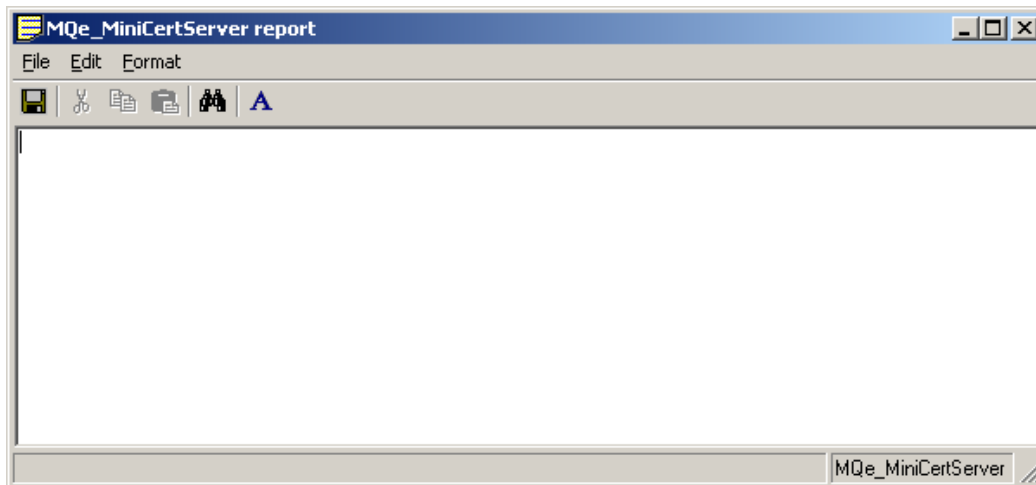 MQe_MiniCertServer report
File Edit Format
A
MQe_MiniCertServer